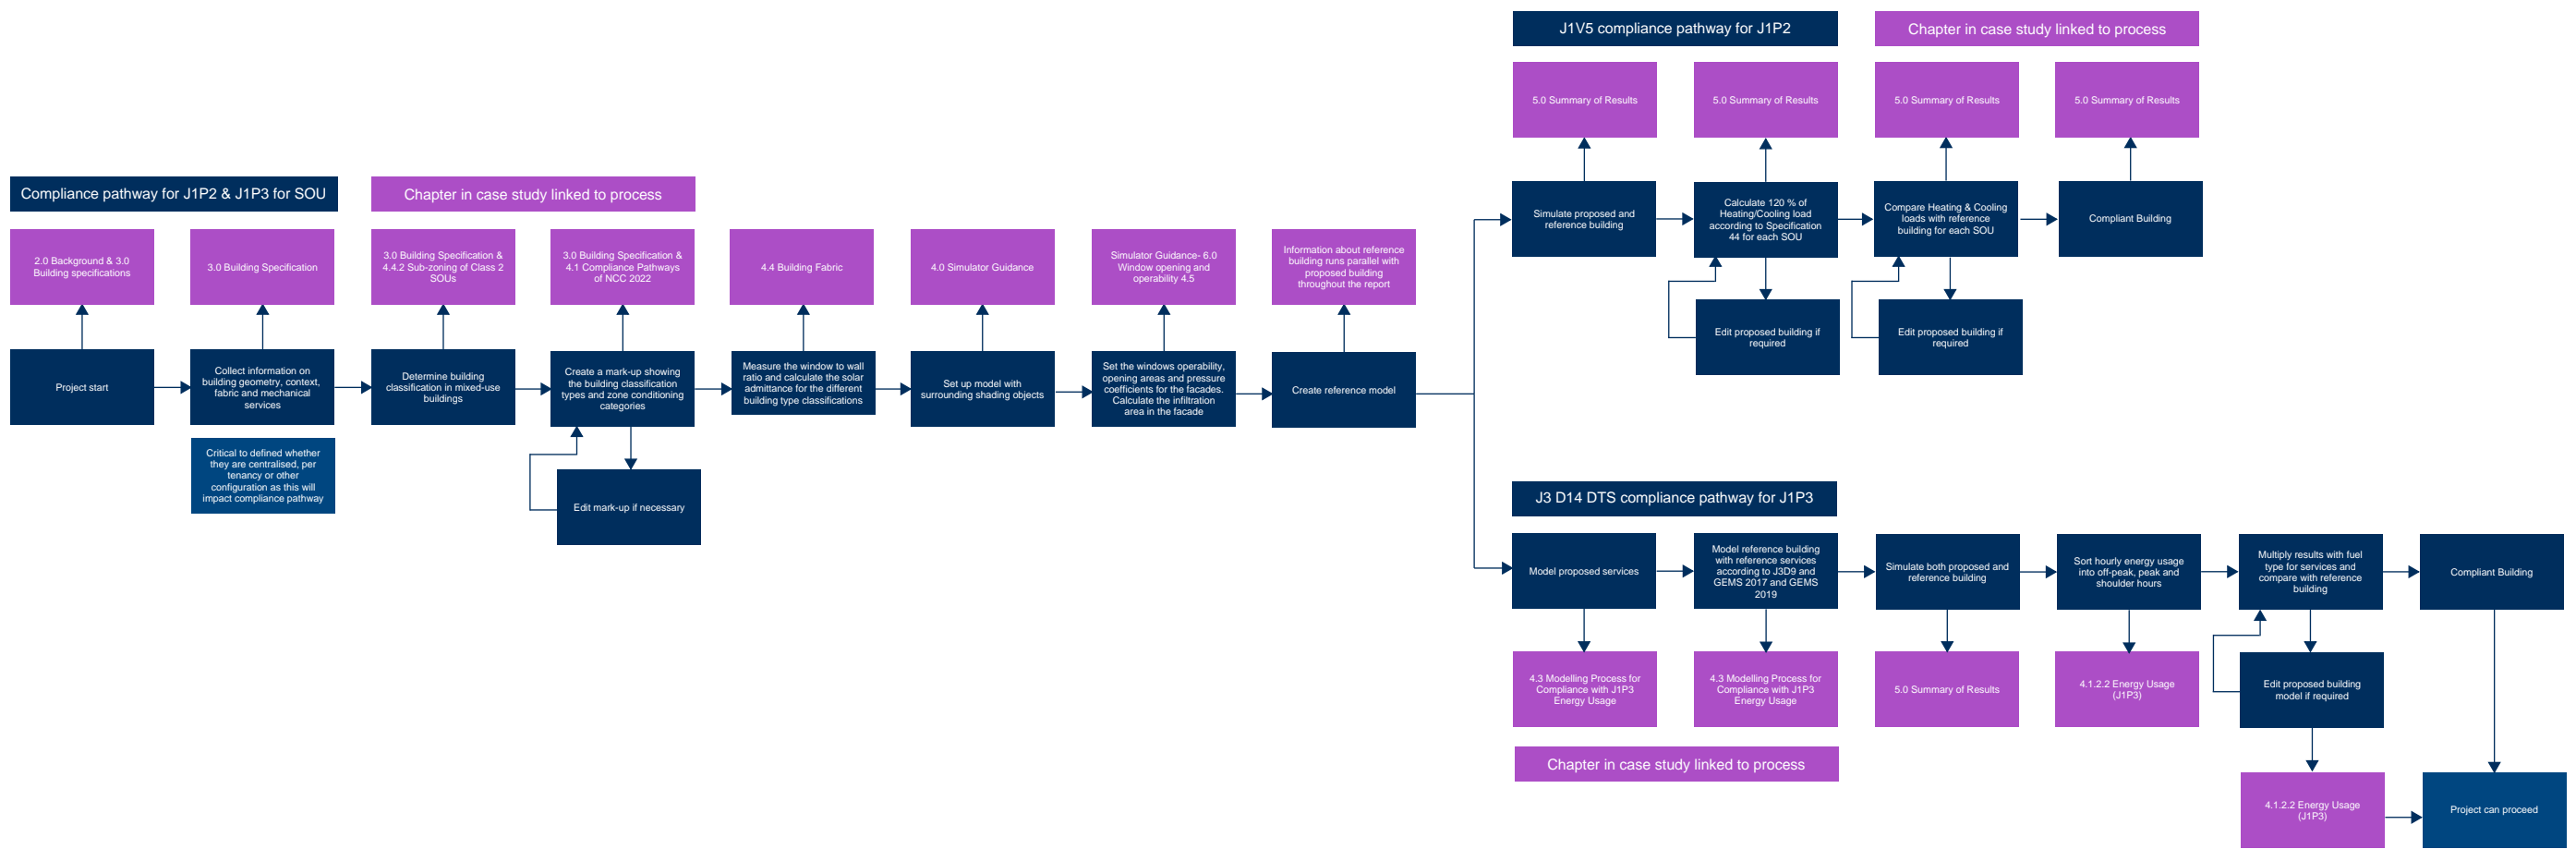 J1V5 compliance pathway for J1P2
Chapter in case study linked to process
5.0 Summary of Results
5.0 Summary of Results
5.0 Summary of Results
5.0 Summary of Results
Simulate proposed and
reference building
Calculate 120 % of
Heating/Cooling load
according to Specification
44 for each SOU
Compare Heating & Cooling
loads with reference
building for each SOU
Compliant Building
Edit proposed building if
required
Edit proposed building if
required
Compliance pathway for J1P2 & J1P3 for SOU
Chapter in case study linked to process
2.0 Background & 3.0
Building specifications
3.0 Building Specification
3.0 Building Specification &
4.4.2 Sub-zoning of Class 2
SOUs
3.0 Building Specification &
4.1 Compliance Pathways
of NCC 2022
4.4 Building Fabric
4.0 Simulator Guidance
Simulator Guidance- 6.0
Window opening and
operability 4.5
Information about reference
building runs parallel with
proposed building
throughout the report
Project start
Collect information on
building geometry, context,
fabric and mechanical
services
Determine building
classification in mixed-use
buildings
Create a mark-up showing
the building classification
types and zone conditioning
categories
Measure the window to wall
ratio and calculate the solar
admittance for the different
building type classifications
Set up model with
surrounding shading objects
Set the windows operability,
opening areas and pressure
coefficients for the facades.
Calculate the infiltration
area in the facade
Create reference model
Critical to defined whether
they are centralised, per
tenancy or other
configuration as this will
impact compliance pathway
Edit mark-up if necessary
J3 D14 DTS compliance pathway for J1P3
Model proposed services
Model reference building
with reference services
according to J3D9 and
GEMS 2017 and GEMS
2019
Simulate both proposed and
reference building
Sort hourly energy usage
into off-peak, peak and
shoulder hours
Multiply results with fuel
type for services and
compare with reference
building
Compliant Building
4.3 Modelling Process for
Compliance with J1P3
Energy Usage
4.3 Modelling Process for
Compliance with J1P3
Energy Usage
5.0 Summary of Results
4.1.2.2 Energy Usage
(J1P3)
Edit proposed building
model if required
Chapter in case study linked to process
4.1.2.2 Energy Usage
(J1P3)
Project can proceed